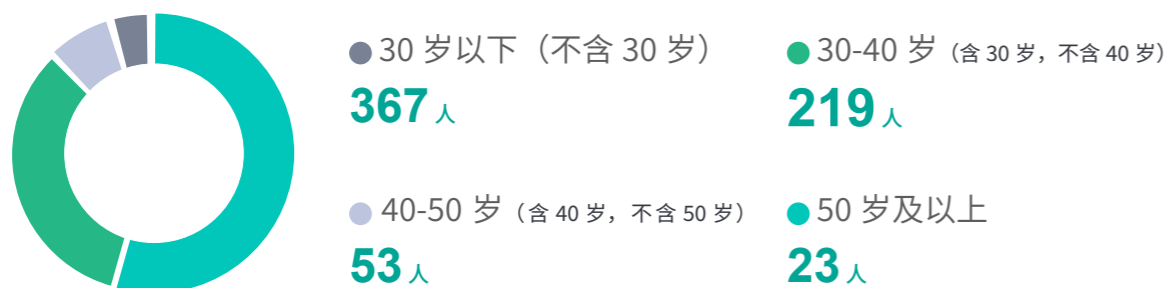 30 岁以下（不含 30 岁）
367 人
30-40 岁（含 30 岁，不含 40 岁）
219 人
40-50 岁（含 40 岁，不含 50 岁）
53 人
50 岁及以上
23 人